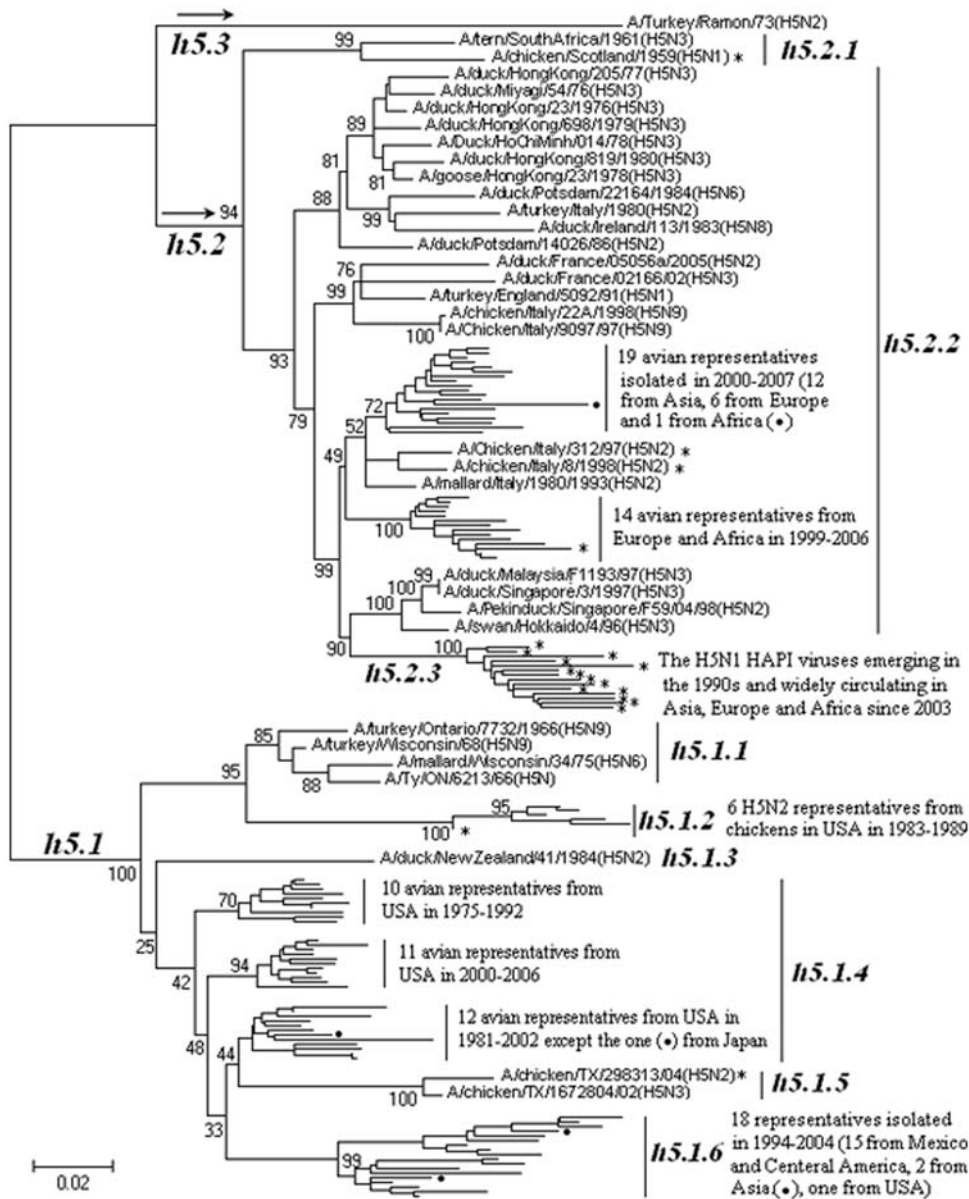 A/Turkey/Ramon/73(H5N2)
h5.3
A/tern/SouthAfrica/1961(H5N3)
99
A/chicken/Scotland/1959(H5N1) *
h5.2.1
A/duck/HongKong/205/77(H5N3)
A/duck/Miyagi/54/76(H5N3)
A/duck/HongKong/23/1976(H5N3)
89
A/duck/HongKong/698/1979(H5N3)
A/Duck/HoChiMinh/014/78(H5N3)
81
A/duck/HongKong/819/1980(H5N3)
81
A/goose/HongKong/23/1978(H5N3)
88
A/duck/Potsdam/22164/1984(H5N6)
94
99
A/turkey/Italy/1980(H5N2)
A/duck/Ireland/113/1983(H5N8)
h5.2
A/duck/Potsdam/14026/86(H5N2)
A/duck/France/05056a/2005(H5N2)
76
A/duck/France/02166/02(H5N3)
99
A/turkey/England/5092/91(H5N1)
A/chicken/Italy/22A/1998(H5N9)
100
A/Chicken/Italy/9097/97(H5N9)
h5.2.2
93
19 avian representatives
isolated in 2000-2007 (12
from Asia, 6 from Europe
and 1 from Africa (•)
72
79
52
49
A/Chicken/Italy/312/97(H5N2) *
A/chicken/Italy/8/1998(H5N2) *
A/mallard/Italy/1980/1993(H5N2)
14 avian representatives from
Europe and Africa in 1999-2006
100
*
99
99
A/duck/Malaysia/F1193/97(H5N3)
100
A/duck/Singapore/3/1997(H5N3)
100
A/Pekinduck/Singapore/F59/04/98(H5N2)
A/swan/Hokkaido/4/96(H5N3)
90
100
h5.2.3
The H5N1 HAPI viruses emerging in
the 1990s and widely circulating in
Asia, Europe and Africa since 2003
A/turkey/Ontario/7732/1966(H5N9)
85
A/turkey/Wisconsin/68(H5N9)
h5.1.1
95
A/mallard/Wisconsin/34/75(H5N6)
88
A/Ty/ON/6213/66(H5N)
95
100 *
h5.1.2
6 H5N2 representatives from
chickens in USA in 1983-1989
h5.1
100
A/duck/NewZealand/41/1984(H5N2)
h5.1.3
70
10 avian representatives from
USA in 1975-1992
25
42
94
11 avian representatives from
USA in 2000-2006
h5.1.4
12 avian representatives from USA in
1981-2002 except the one (•) from Japan
48
44
A/chicken/TX/298313/04(H5N2)*
100
A/chicken/TX/1672804/02(H5N3)
h5.1.5
33
99
h5.1.6
18 representatives isolated
in 1994-2004 (15 from Mexico
and Centeral America, 2 from
Asia(•), one from USA)
0.02